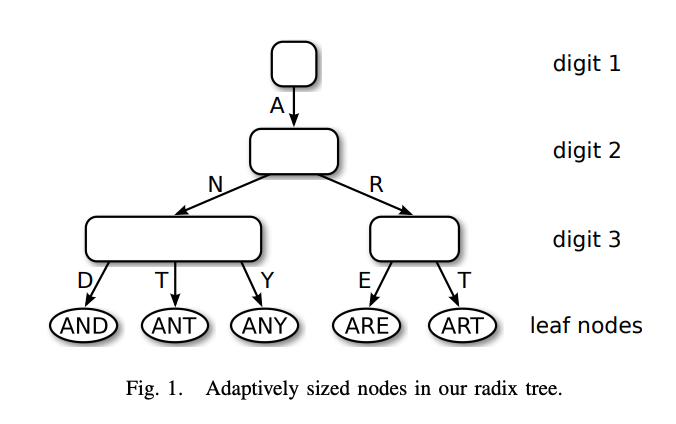 digit 1
A
digit 2
N R
digit 3
D T Y E T
AND ANT ANY ARE ART leaf nodes
Fig. 1. Adaptively sized nodes in our radix tree.